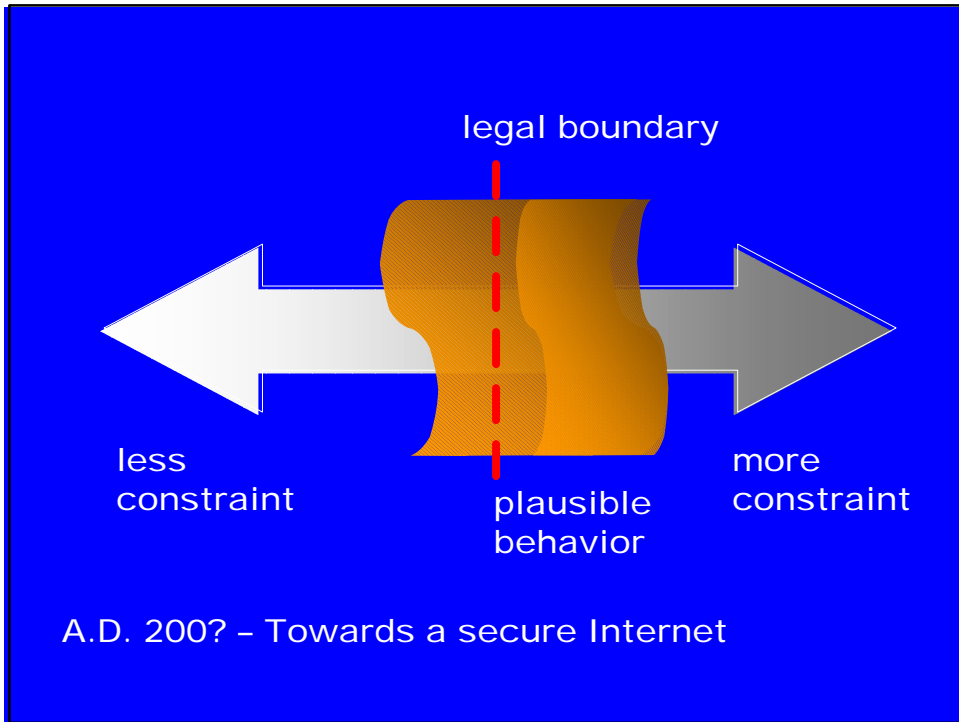 legal boundary
less
constraint
more
constraint
plausible
behavior
A.D. 200? – Towards a secure Internet